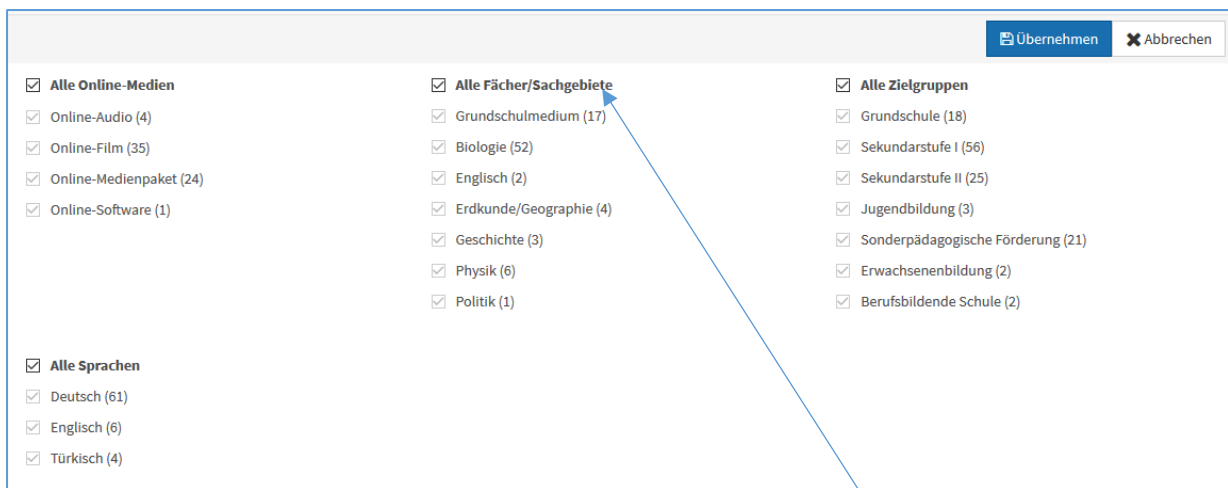 Übernehmen
Abbrechen
Alle Online-Medien
Online-Audio (4)
Online-Film (35)
Online-Medienpaket (24)
Online-Software (1)
Alle Fächer/Sachgebiete
Grundschulmedium (17)
Biologie (52)
Englisch (2)
Erdkunde/Geographie (4)
Geschichte (3)
Physik (6)
Politik (1)
Alle Zielgruppen
Grundschule (18)
Sekundarstufe I (56)
Sekundarstufe II (25)
Jugendbildung (3)
Sonderpädagogische Förderung (21)
Erwachsenenbildung (2)
Berufsbildende Schule (2)
Alle Sprachen
Deutsch (61)
Englisch (6)
Türkisch (4)